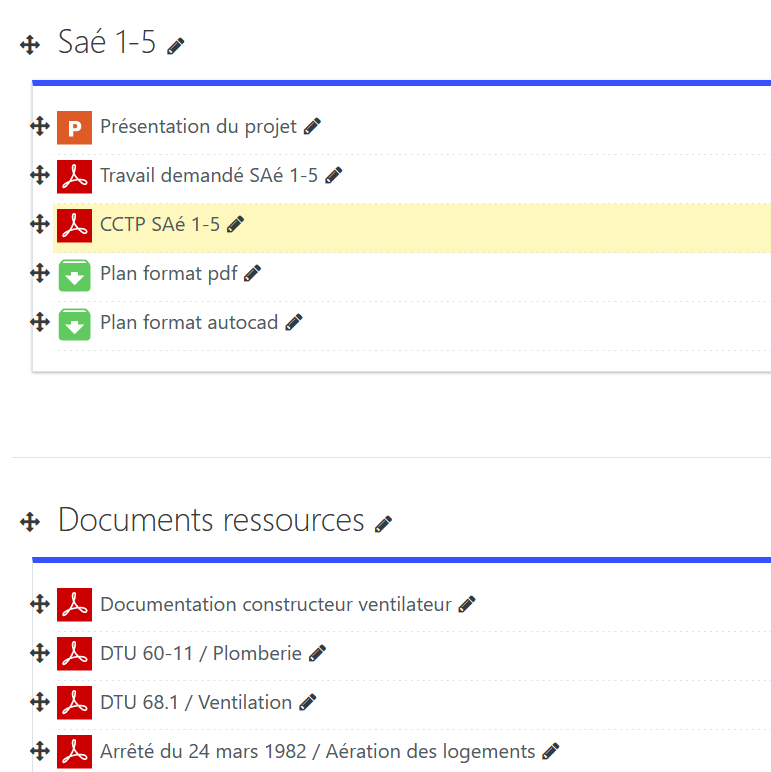 Saé 1-5
P
Présentation du projet
Travail demandé SAé 1-5
CCTP SAé 1-5
Plan format pdf
Plan format autocad
Documents ressources
Documentation constructeur ventilateur
DTU 60-11 / Plomberie
DTU 68.1 / Ventilation
Arrêté du 24 mars 1982 / Aération des logements